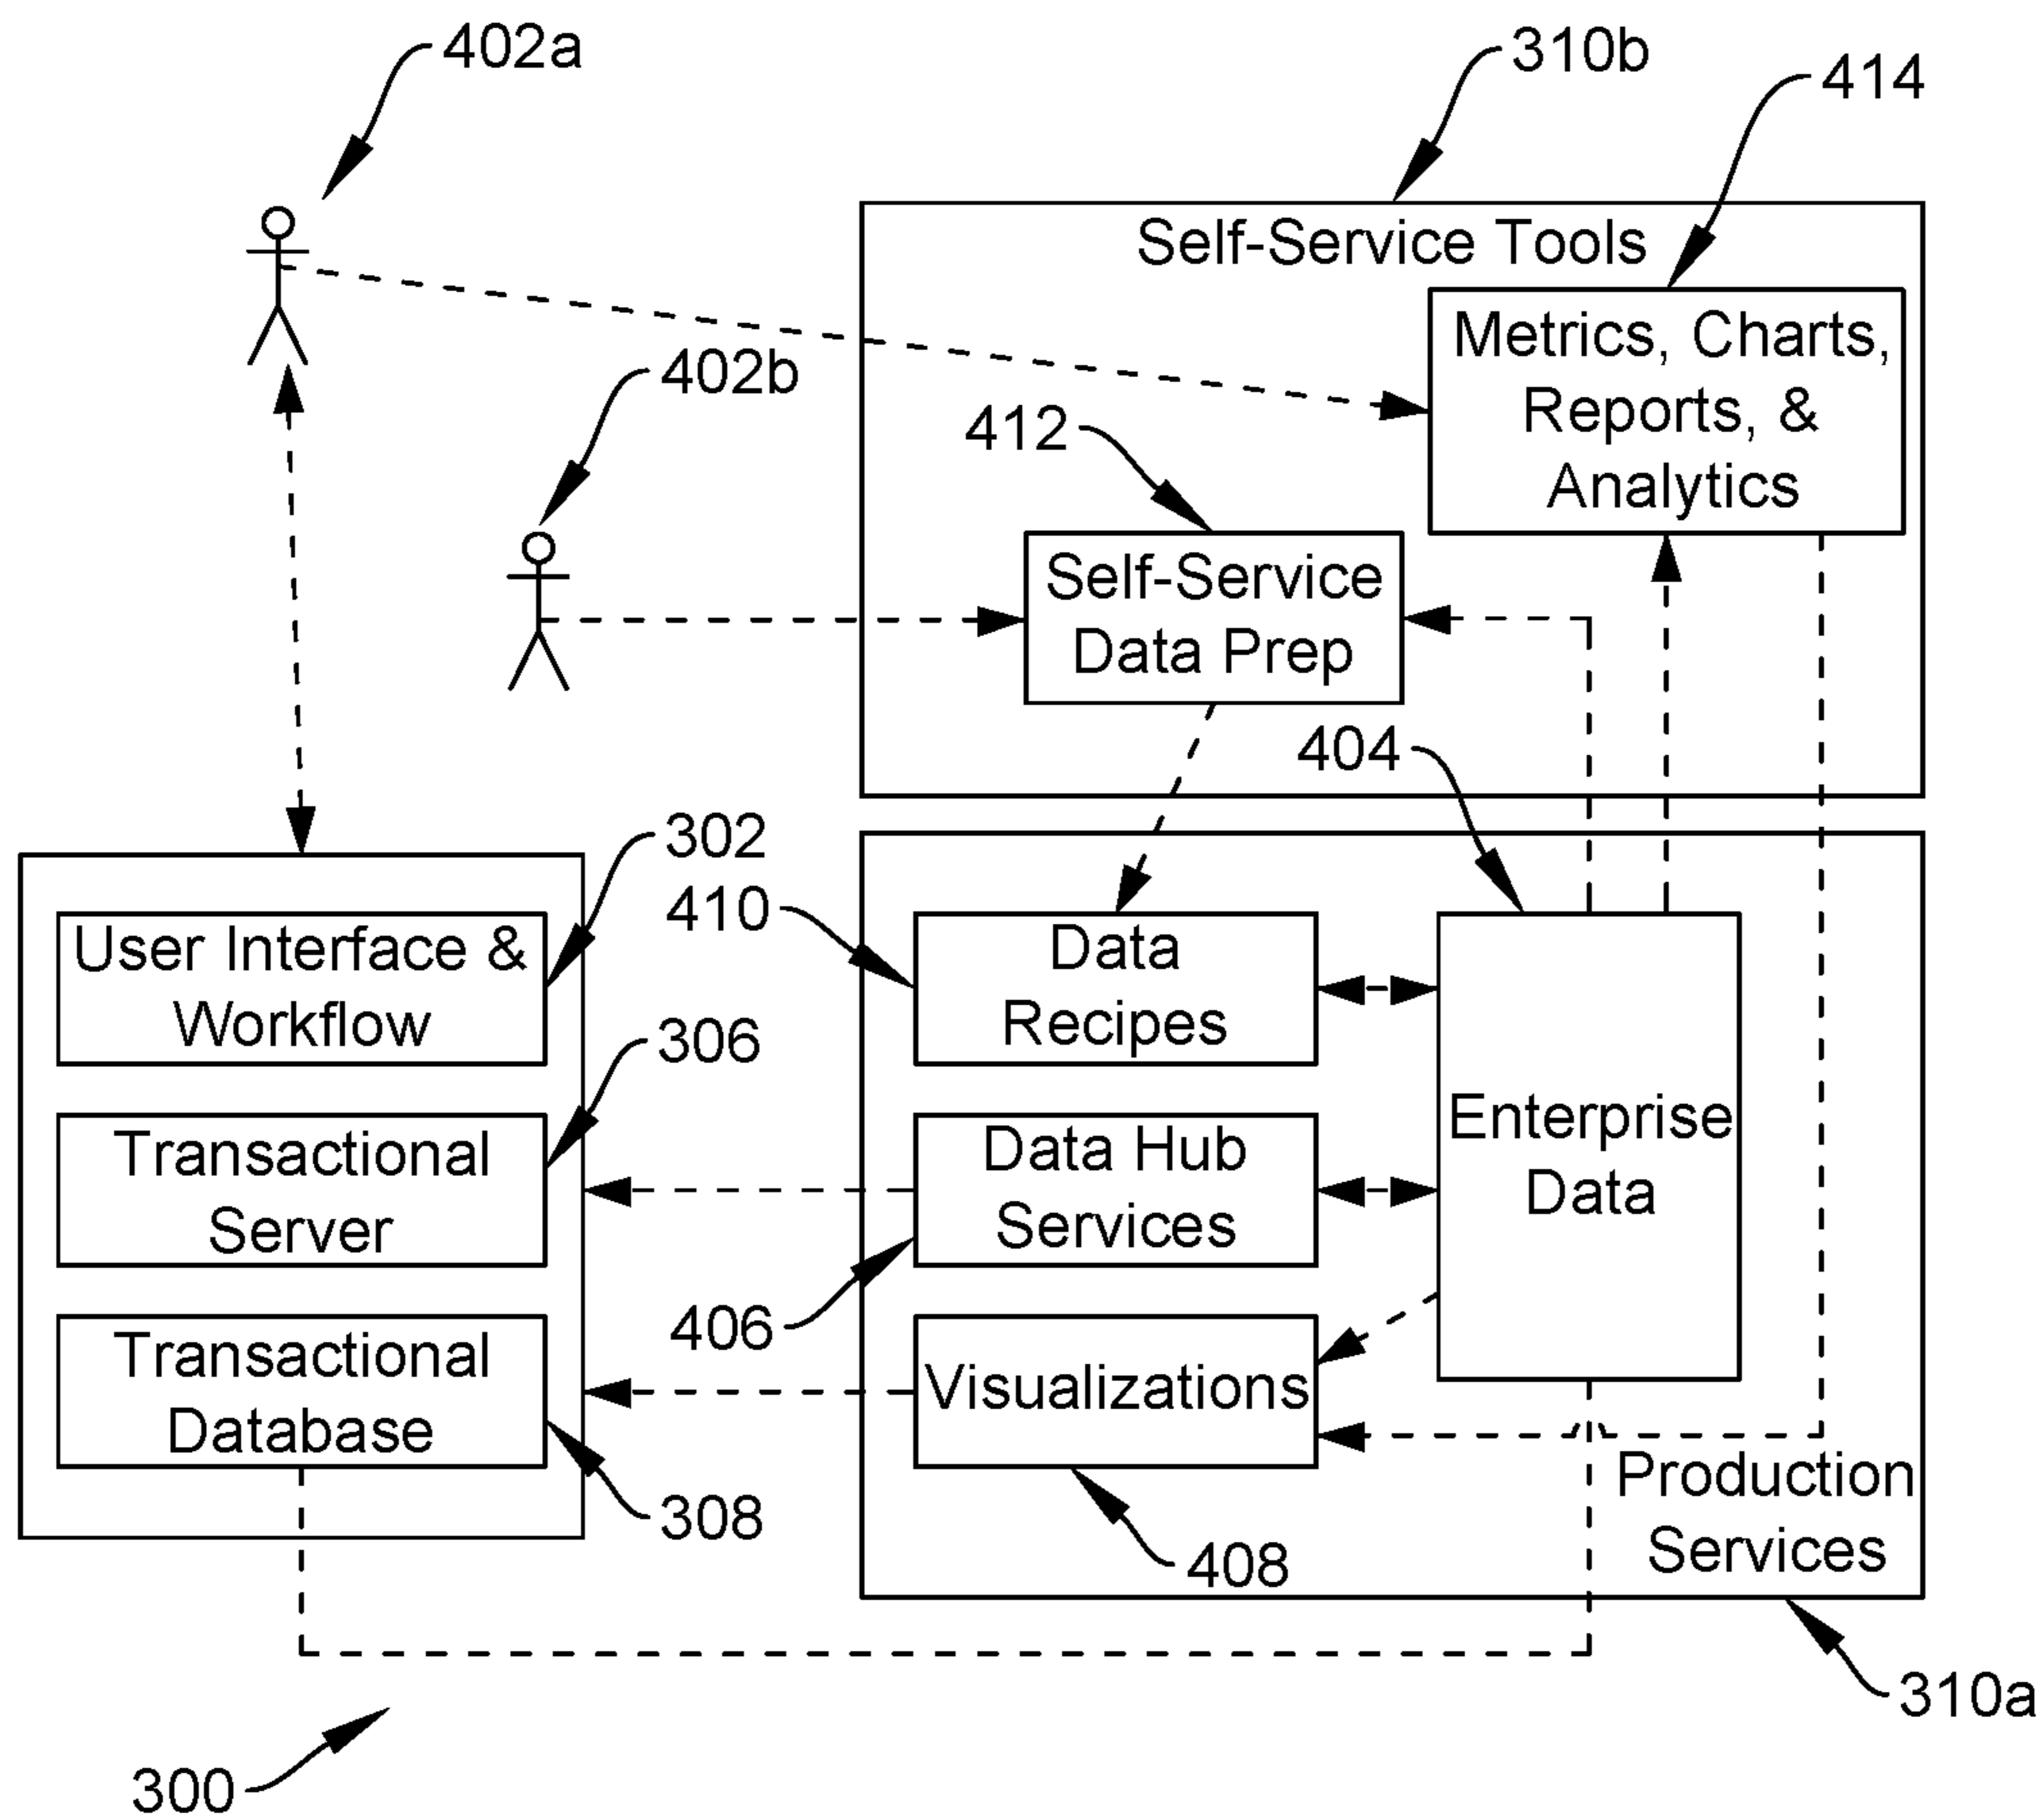 402a
310b
414
Self-Service Tools
Metrics, Charts,
Reports, &
Analytics
402b
412
Self-Service
Data Prep
404
302
410
User Interface &
Workflow
Data
Recipes
306
Transactional
Server
Data Hub
Services
Enterprise
Data
406
Transactional
Database
Visualizations
308
408
Production
Services
310a
300